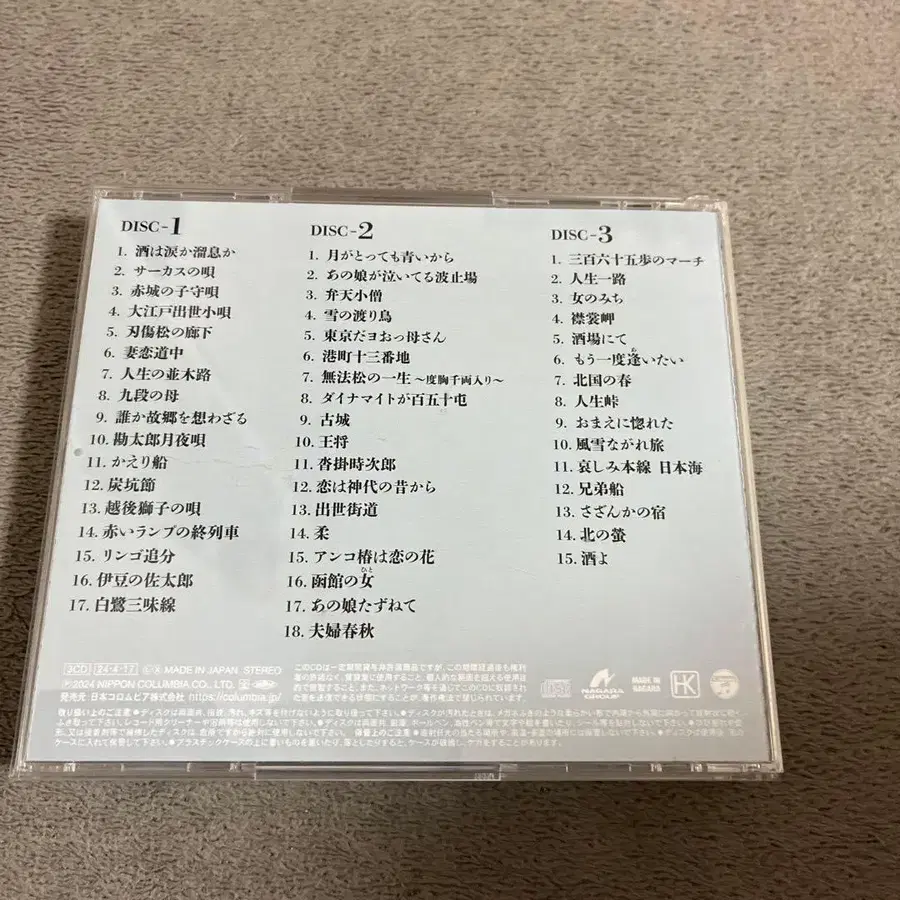 DISC-1
1. 酒は涙か溜息か
2. サーカスの唄
3. 赤城の子守唄
4. 大江戸出世小唄
5. 刃傷松の廊下
6. 妻恋道中
7. 人生の並木路
8. 九段の母
9. 誰か故郷を想わざる
10. 勘太郎月夜唄
11. かえり船
12. 炭坑節
13. 越後獅子の唄
14. 赤いランプの終列車
15. リンゴ追分
16. 伊豆の佐太郎
17. 白鷺三味線
DISC-2
1. 月がとっても青いから
2. あの娘が泣いてる波止場
3. 弁天小僧
4. 雪の渡り鳥
5. 東京だヨおっ母さん
6. 港町十三番地
7. 無法松の一生 ～度胸千両入り～
8. ダイナマイトが百五十屯
9. 古城
10. 王将
11. 沓掛時次郎
12. 恋は神代の昔から
13. 出世街道
14. 柔
15. アンコ椿は恋の花
16. 函館の女
ひと
17. あの娘たずねて
18. 夫婦春秋
DISC-3
1. 三百六十五歩のマーチ
2. 人生一路
3. 女のみち
4. 襟裳岬
5. 酒場にて
6. もう一度逢いたい
あ
7. 北国の春
8. 人生峠
9. おまえに惚れた
10. 風雪ながれ旅
11. 哀しみ本線 日本海
12. 兄弟船
13. さざんかの宿
14. 北の螢
15. 酒よ
3CD 24・4・17 MADE IN JAPAN STEREO
Ⓟ2024 NIPPON COLUMBIA CO., LTD.
発売元 日本コロムビア株式会社 https://columbia.jp/
NAGARA
GROUP
MADE IN
NAGARA
HK